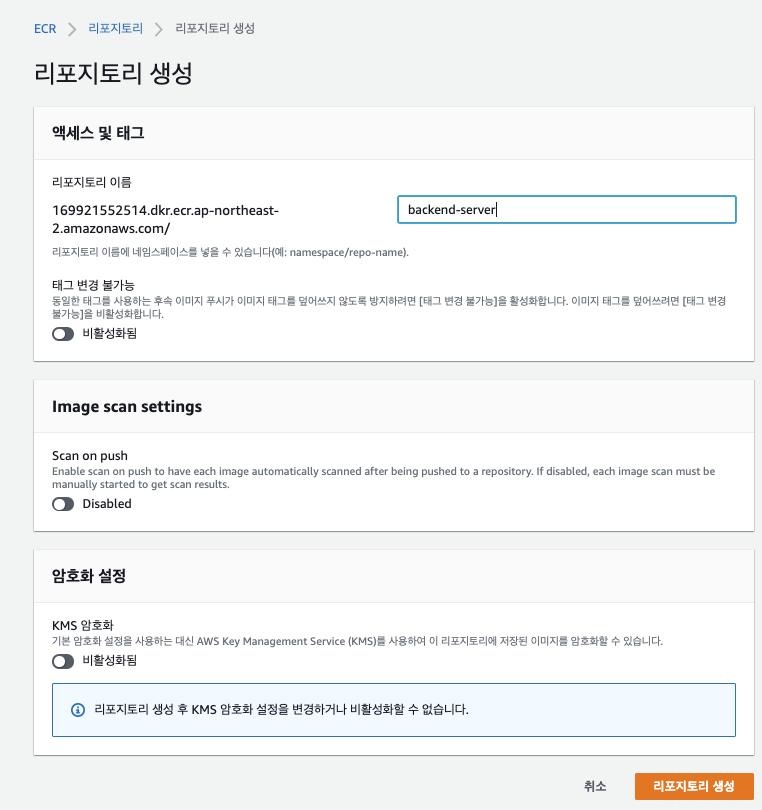 ECR > 리포지토리 > 리포지토리 생성
리포지토리 생성
액세스 및 태그
리포지토리 이름
169921552514.dkr.ecr.ap-northeast-
2.amazonaws.com/
backend-server
리포지토리 이름에 네임스페이스를 넣을 수 있습니다(예: namespace/repo-name).
태그 변경 불가능
동일한 태그를 사용하는 후속 이미지 푸시가 이미지 태그를 덮어쓰지 않도록 방지하려면 [태그 변경 불가능]을 활성화합니다. 이미지 태그를 덮어쓰려면 [태그 변경
불가능]을 비활성화합니다.
비활성화됨
Image scan settings
Scan on push
Enable scan on push to have each image automatically scanned after being pushed to a repository. If disabled, each image scan must be
manually started to get scan results.
Disabled
암호화 설정
KMS 암호화
기본 암호화 설정을 사용하는 대신 AWS Key Management Service (KMS)를 사용하여 이 리포지토리에 저장된 이미지를 암호화할 수 있습니다.
비활성화됨
리포지토리 생성 후 KMS 암호화 설정을 변경하거나 비활성화할 수 없습니다.
취소
리포지토리 생성